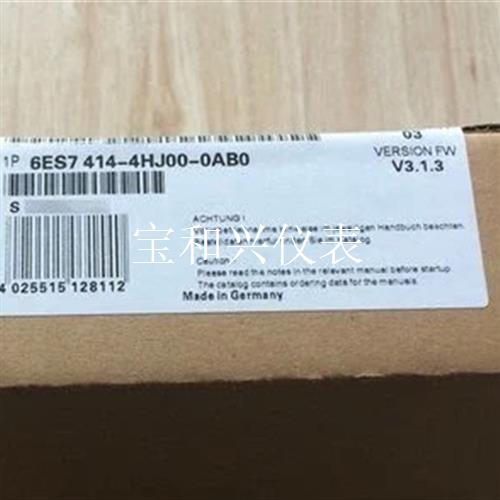 03
VERSION FW
V3.1.3
1P 6ES7 414-4HJ00-0AB0
S
ACHTUNG!
Handbuch beachten
宝和兴仪表
Caution
Please read the notes in the relevant manual before startup
The catalog contains ordering data for the manuals.
4 025515 128112
Made in Germany